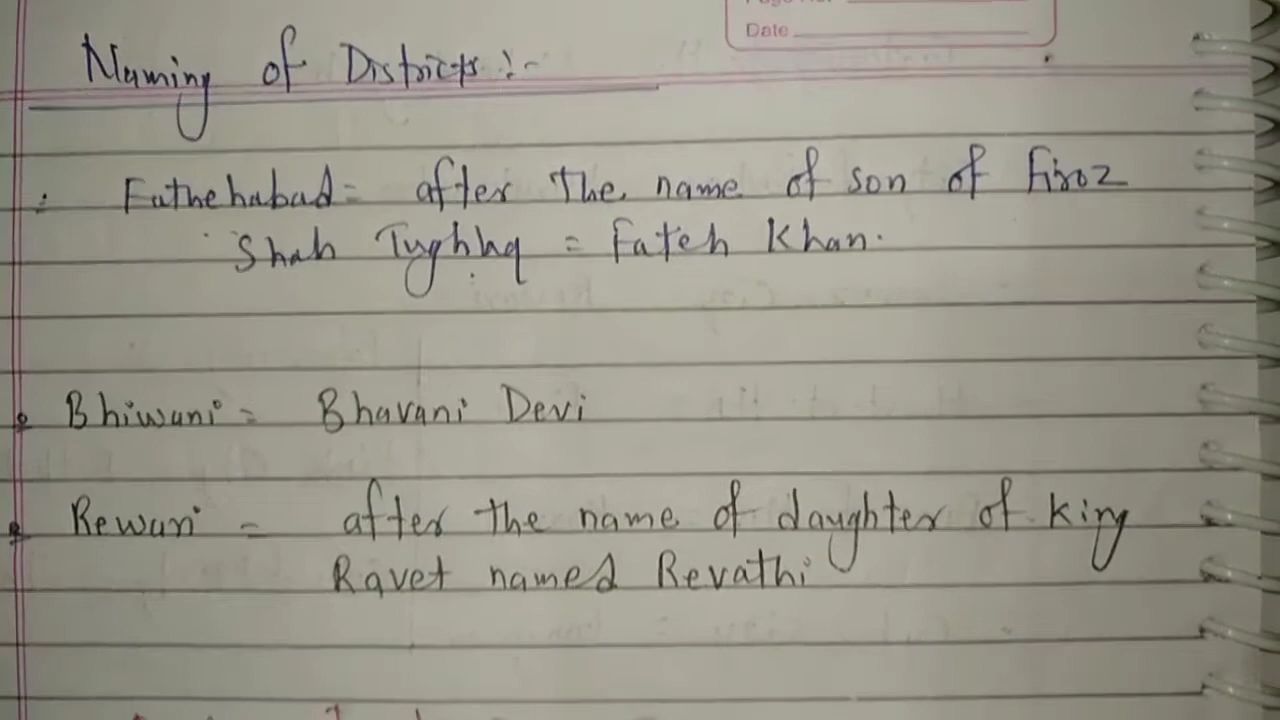 Date
Naming of Districts :-
Fathehabad = after the name of son of Firoz
Shah Tughlaq = Fateh Khan.
Bhiwani = Bhavani Devi
Rewari = after the name of daughter of king
Ravet named Revathi